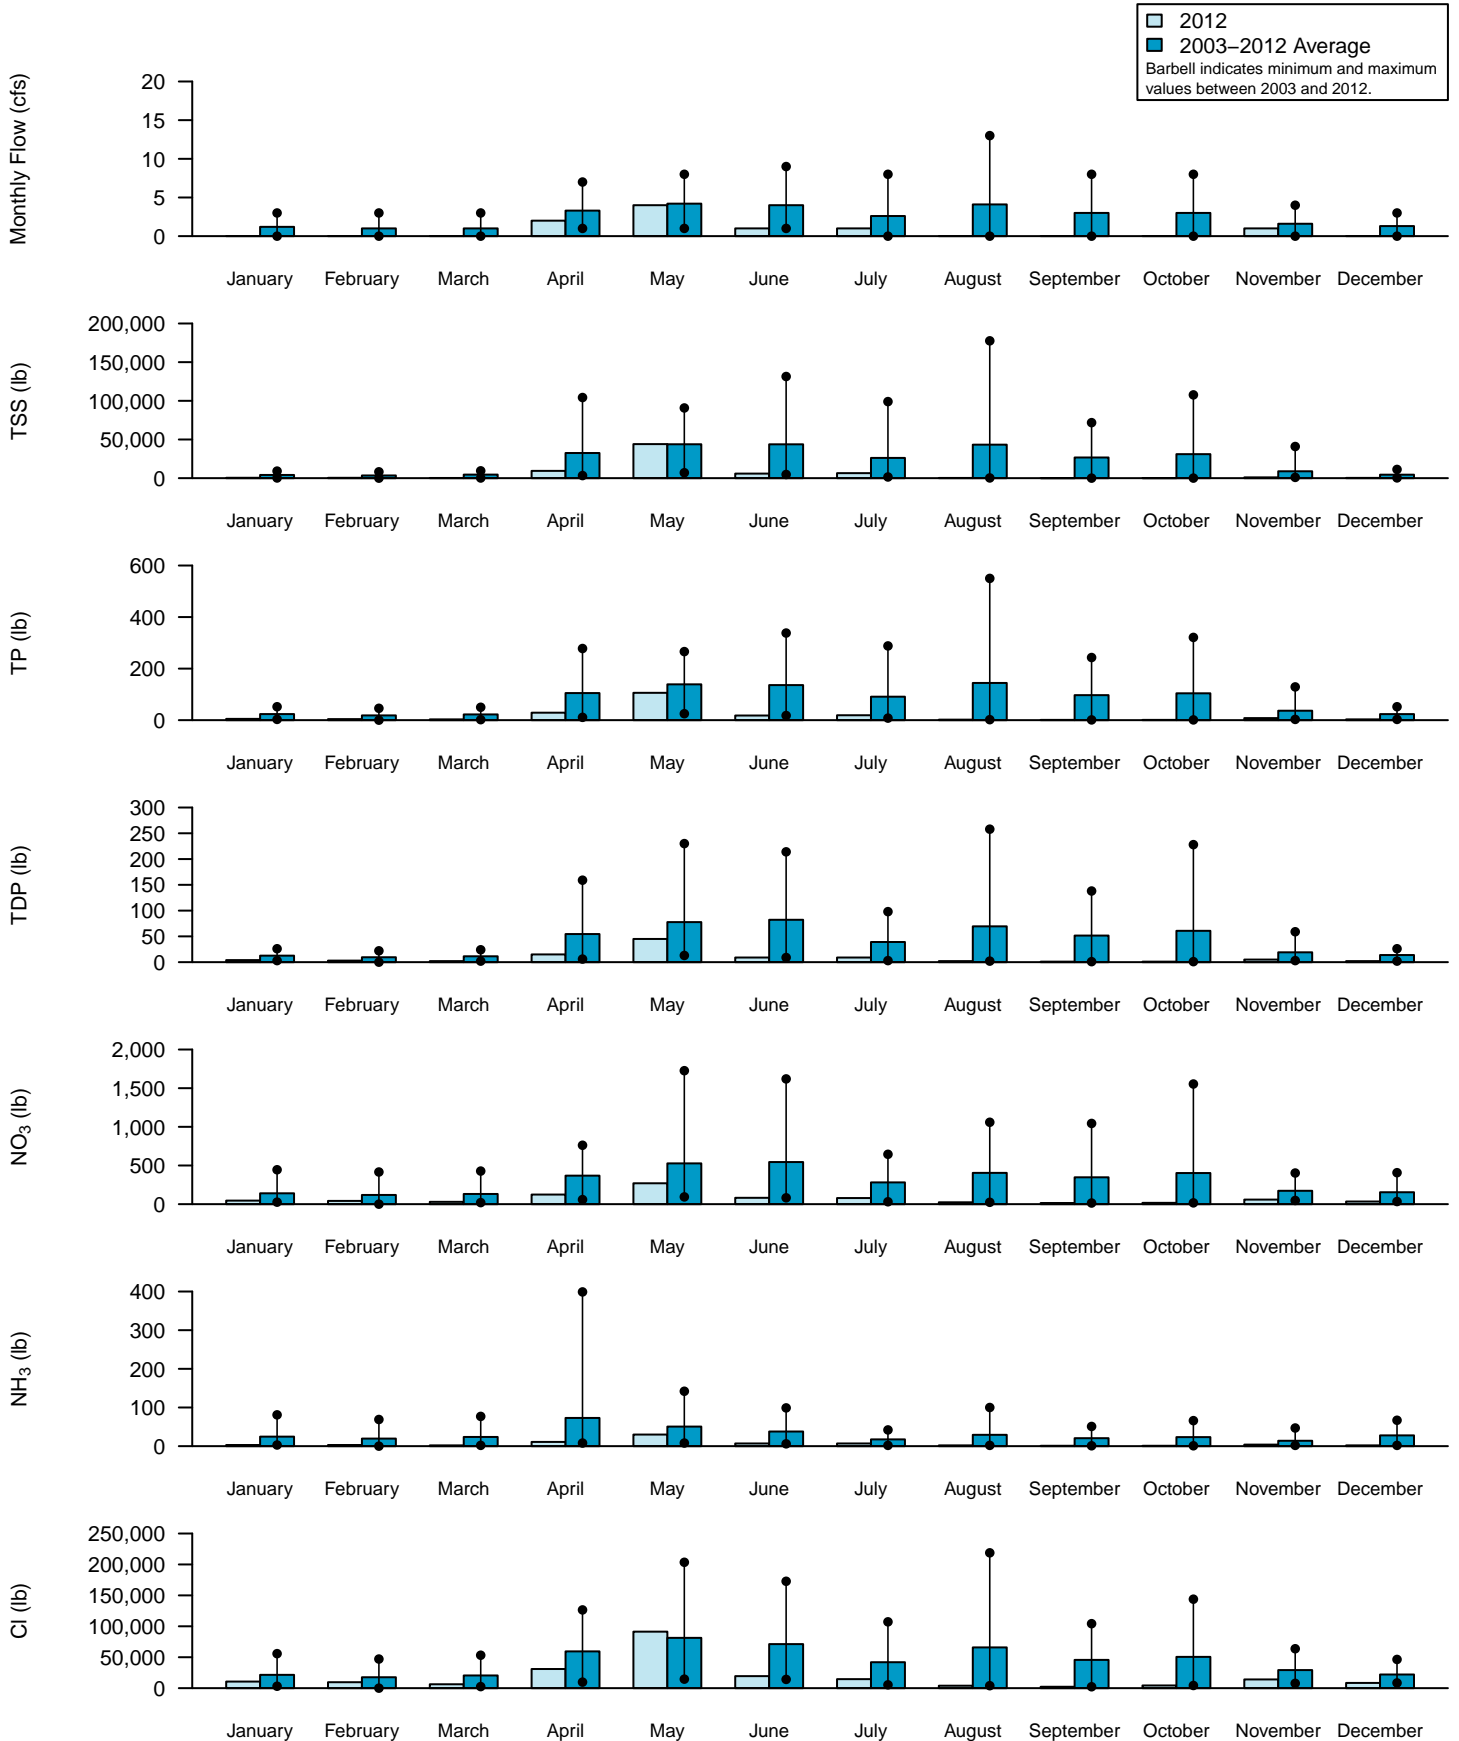 2012
2003–2012 Average
Barbell indicates minimum and maximum
values between 2003 and 2012.
Monthly Flow (cfs)
20
15
10
5
0
January February March April May June July August September October November December
TSS (lb)
200,000
150,000
100,000
50,000
0
January February March April May June July August September October November December
TP (lb)
600
400
200
0
January February March April May June July August September October November December
TDP (lb)
300
250
200
150
100
50
0
January February March April May June July August September October November December
NO₃ (lb)
2,000
1,500
1,000
500
0
January February March April May June July August September October November December
NH₃ (lb)
400
300
200
100
0
January February March April May June July August September October November December
Cl (lb)
250,000
200,000
150,000
100,000
50,000
0
January February March April May June July August September October November December